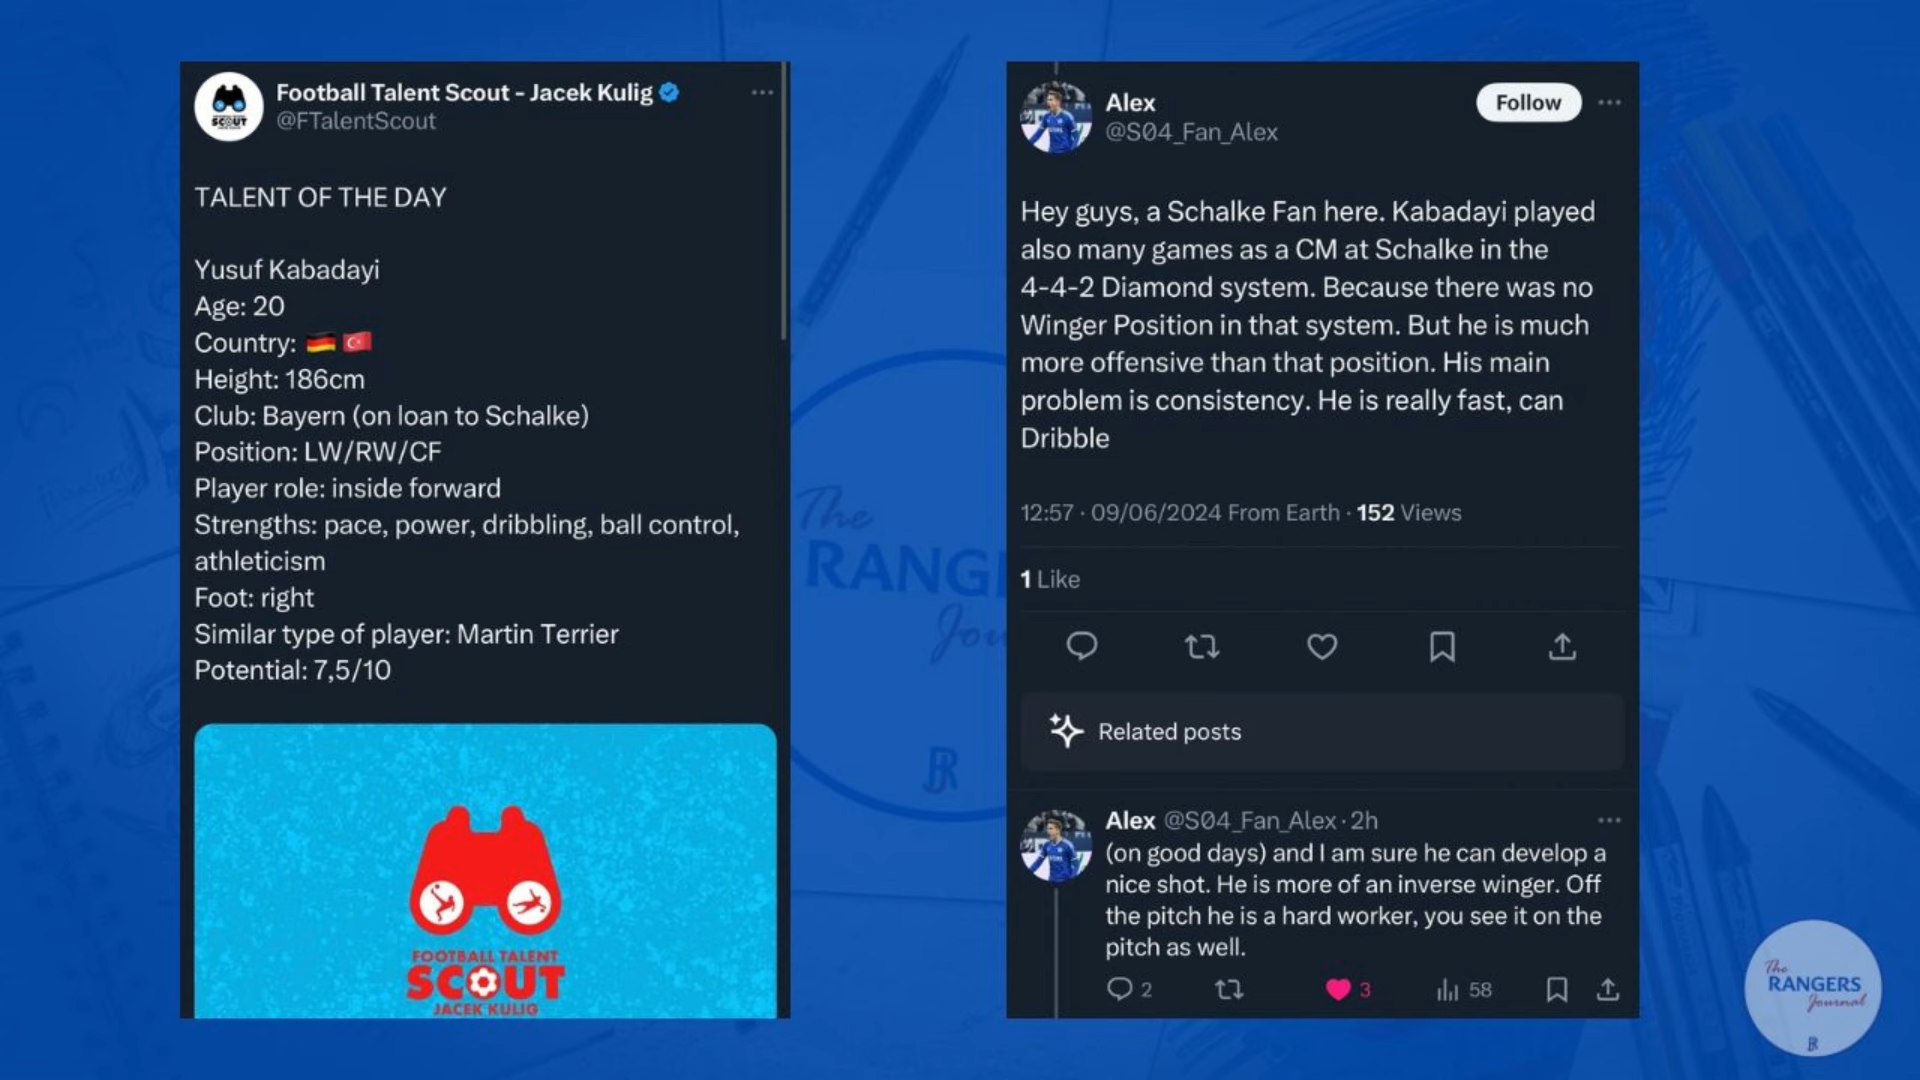 Football Talent Scout - Jacek Kulig
@FTalentScout
TALENT OF THE DAY
Yusuf Kabadayi
Age: 20
Country: 🇩🇪🇹🇷
Height: 186cm
Club: Bayern (on loan to Schalke)
Position: LW/RW/CF
Player role: inside forward
Strengths: pace, power, dribbling, ball control,
athleticism
Foot: right
Similar type of player: Martin Terrier
Potential: 7,5/10
FOOTBALL TALENT
SCOUT
JACEK KULIG
SCOUT
The
RANG
Jou
JR
Alex
@S04_Fan_Alex
Follow
Hey guys, a Schalke Fan here. Kabadayi played
also many games as a CM at Schalke in the
4-4-2 Diamond system. Because there was no
Winger Position in that system. But he is much
more offensive than that position. His main
problem is consistency. He is really fast, can
Dribble
12:57 · 09/06/2024 From Earth · 152 Views
1 Like
Related posts
Alex @S04_Fan_Alex · 2h
(on good days) and I am sure he can develop a
nice shot. He is more of an inverse winger. Off
the pitch he is a hard worker, you see it on the
pitch as well.
2 3 58
The
RANGERS
Journal
JR